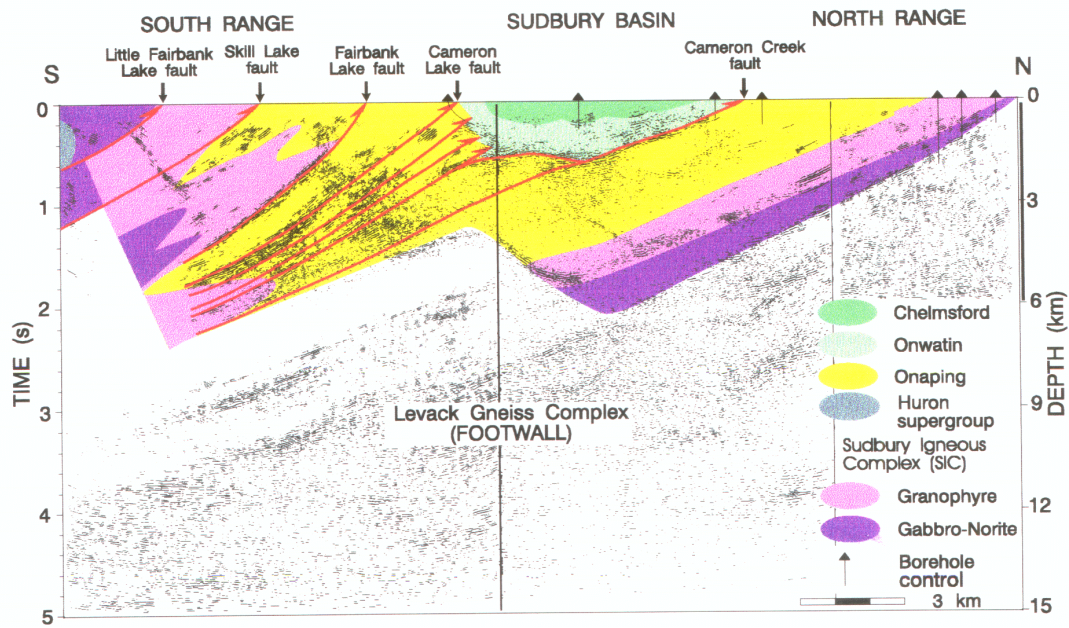 SOUTH RANGE
SUDBURY BASIN
NORTH RANGE
Little Fairbank
Lake fault
Skill Lake
fault
Fairbank
Lake fault
Cameron
Lake fault
Cameron Creek
fault
S
N
0
1
2
3
4
5
TIME (s)
0
3
6
9
12
15
DEPTH (km)
Levack Gneiss Complex
(FOOTWALL)
Chelmsford
Onwatin
Onaping
Huron
supergroup
Sudbury Igneous
Complex (SIC)
Granophyre
Gabbro-Norite
Borehole
control
3 km